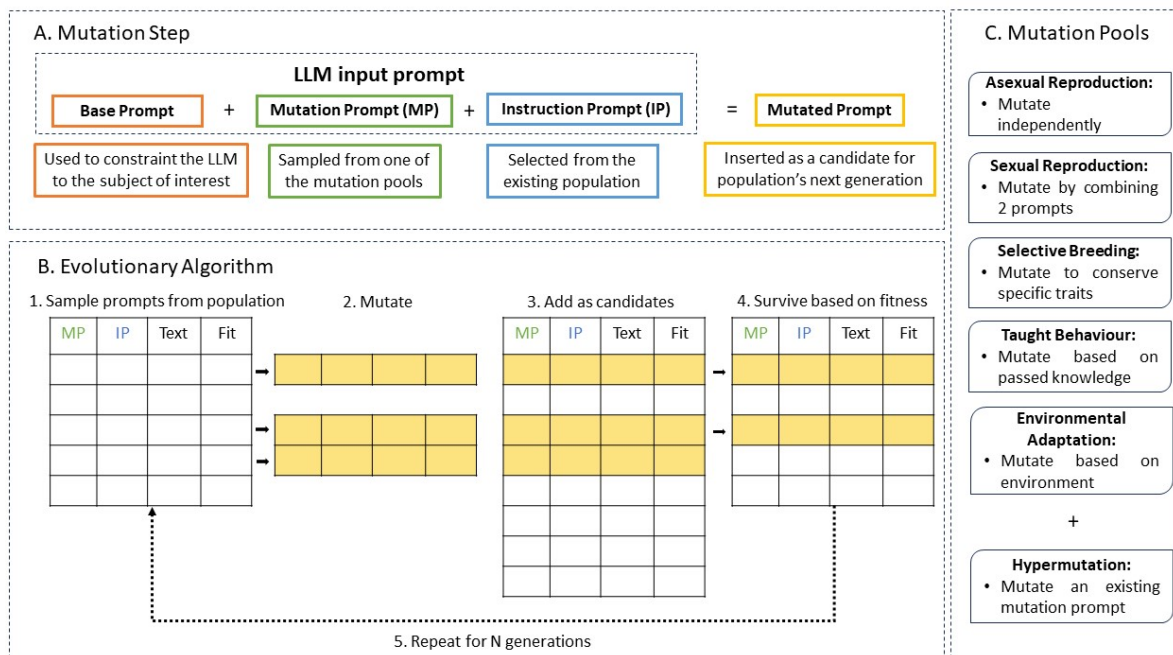 A. Mutation Step
LLM input prompt
Base Prompt + Mutation Prompt (MP) + Instruction Prompt (IP) = Mutated Prompt
Used to constraint the LLM
to the subject of interest
Sampled from one of
the mutation pools
Selected from the
existing population
Inserted as a candidate for
population's next generation
B. Evolutionary Algorithm
1. Sample prompts from population
MP IP Text Fit
2. Mutate
3. Add as candidates
MP IP Text Fit
4. Survive based on fitness
MP IP Text Fit
5. Repeat for N generations
C. Mutation Pools
Asexual Reproduction:
• Mutate
independently
Sexual Reproduction:
• Mutate by combining
2 prompts
Selective Breeding:
• Mutate to conserve
specific traits
Taught Behaviour:
• Mutate based on
passed knowledge
Environmental
Adaptation:
• Mutate based on
environment
+
Hypermutation:
• Mutate an existing
mutation prompt